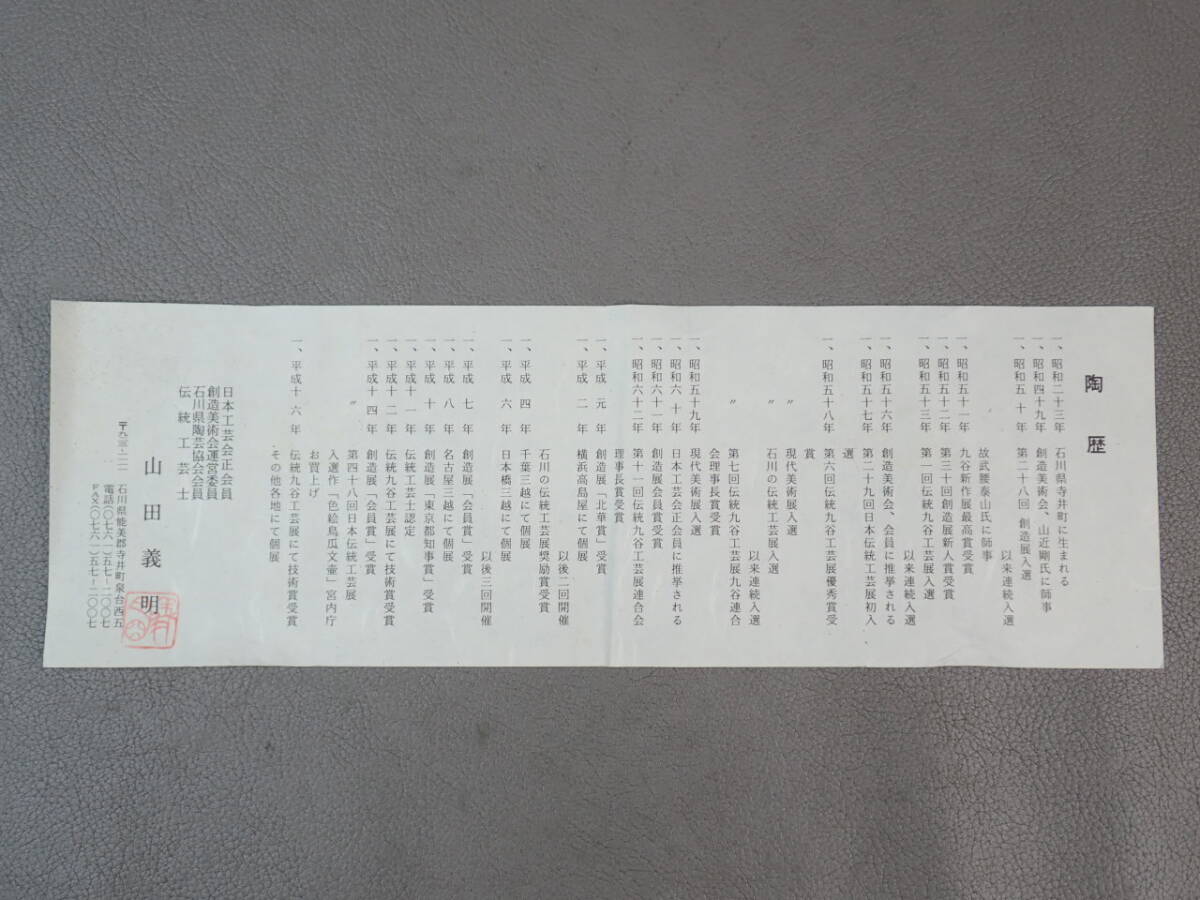 陶歴
一、昭和二十三年　石川県寺井町に生まれる
一、昭和四十九年　創造美術会、山近剛氏に師事
一、昭和五十年　第二十八回 創造展入選
以来連続入選
〃　故武腰泰山氏に師事
一、昭和五十一年　九谷新作展最高賞受賞
一、昭和五十二年　第三十回創造展新人賞受賞
一、昭和五十三年　第一回伝統九谷工芸展入選
以来連続入選
一、昭和五十六年　創造美術会、会員に推挙される
一、昭和五十七年　第二十九回日本伝統工芸展初入
選
一、昭和五十八年　第六回伝統九谷工芸展優秀賞受
賞
〃　現代美術展入選
〃　石川の伝統工芸展入選
以来連続入選
〃　第七回伝統九谷工芸展九谷連合
会理事長賞受賞
一、昭和五十九年　現代美術展入選
一、昭和六十年　日本工芸会正会員に推挙される
一、昭和六十一年　創造展会員賞受賞
一、昭和六十二年　第十一回伝統九谷工芸展連合会
理事長賞受賞
一、平成元年　創造展「北華賞」受賞
一、平成二年　横浜高島屋にて個展
以後二回開催
石川の伝統工芸展奨励賞受賞
一、平成四年　千葉三越にて個展
一、平成六年　日本橋三越にて個展
以後三回開催
一、平成七年　創造展「会員賞」受賞
一、平成八年　名古屋三越にて個展
一、平成十年　創造展「東京都知事賞」受賞
一、平成十一年　伝統工芸士認定
一、平成十二年　伝統九谷工芸展にて技術賞受賞
一、平成十四年　創造展「会員賞」受賞
〃　第四十八回日本伝統工芸展
入選作「色絵烏瓜文壷」宮内庁
お買上げ
一、平成十六年　伝統九谷工芸展にて技術賞受賞
その他各地にて個展
日本工芸会正会員
創造美術会運営委員
石川県陶芸協会会員
伝統工芸士
山田義明
石川県能美郡寺井町泉台西五
電話(〇七六一)五七-二〇〇七
FAX(〇七六一)五七-二〇〇七